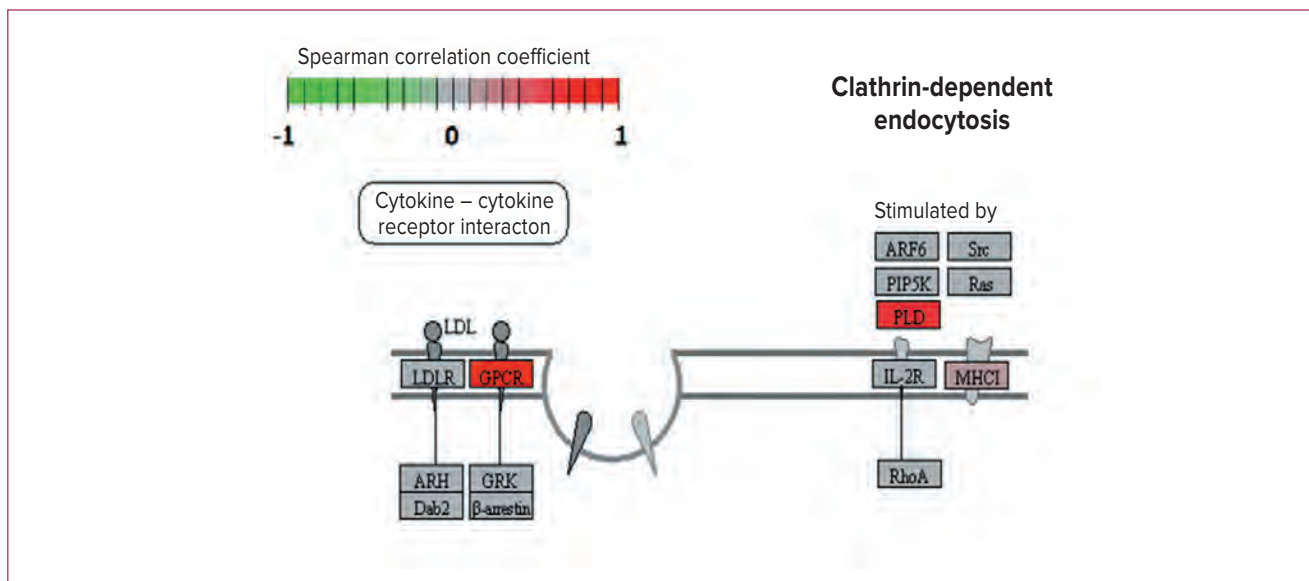 Spearman correlation coefficient
-1 0 1
Clathrin-dependent
endocytosis
Cytokine – cytokine
receptor interacton
Stimulated by
ARF6 Src
PIP5K Ras
PLD
LDL
LDLR GPCR IL-2R MHCI
ARH GRK RhoA
Dab2 β-arrestin